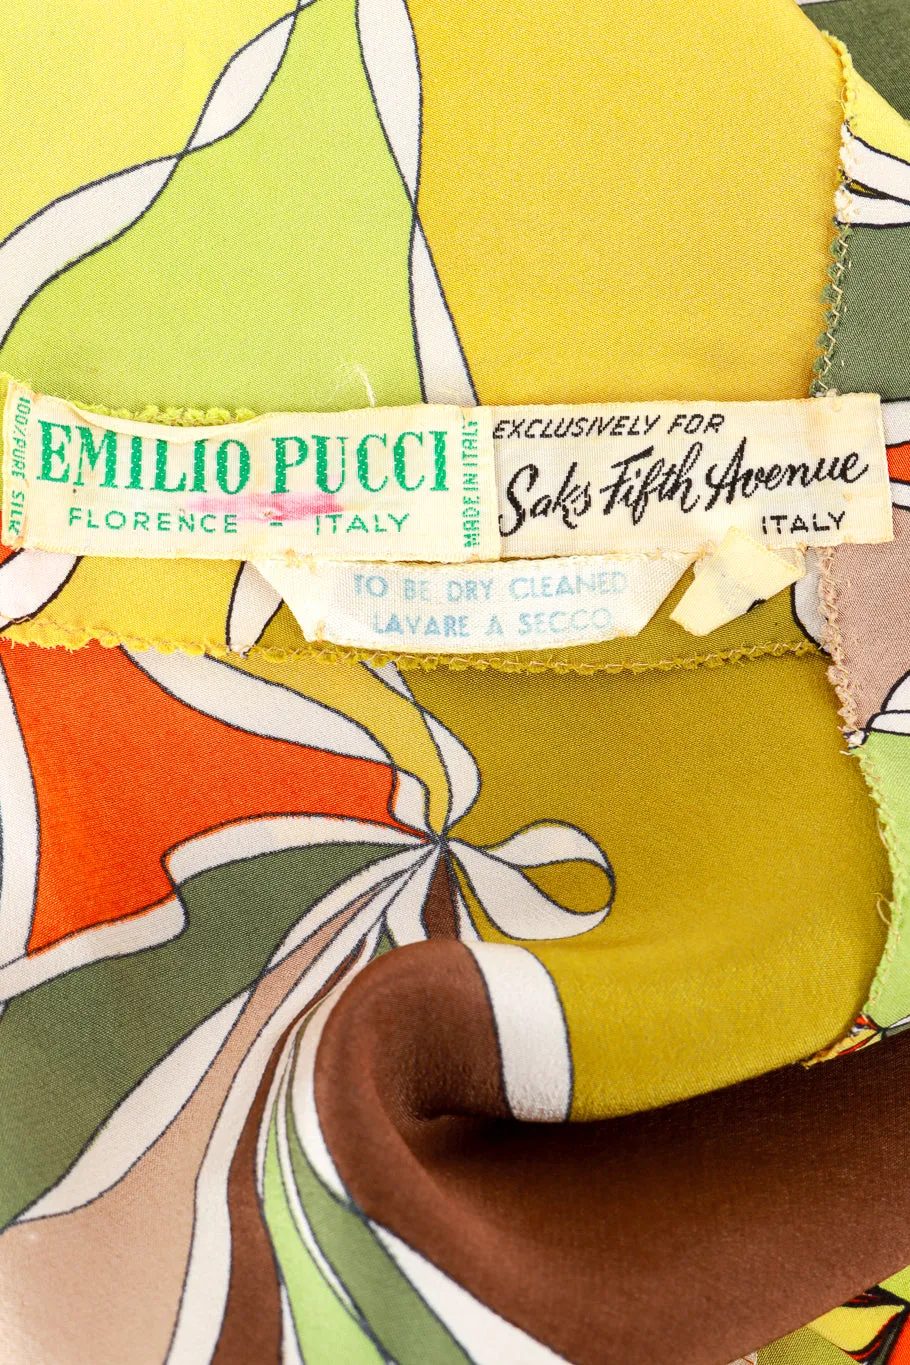 100% PURE SILK
EMILIO PUCCI
FLORENCE - ITALY
MADE IN ITALY
EXCLUSIVELY FOR
Saks Fifth Avenue
ITALY
TO BE DRY CLEANED
LAVARE A SECCO